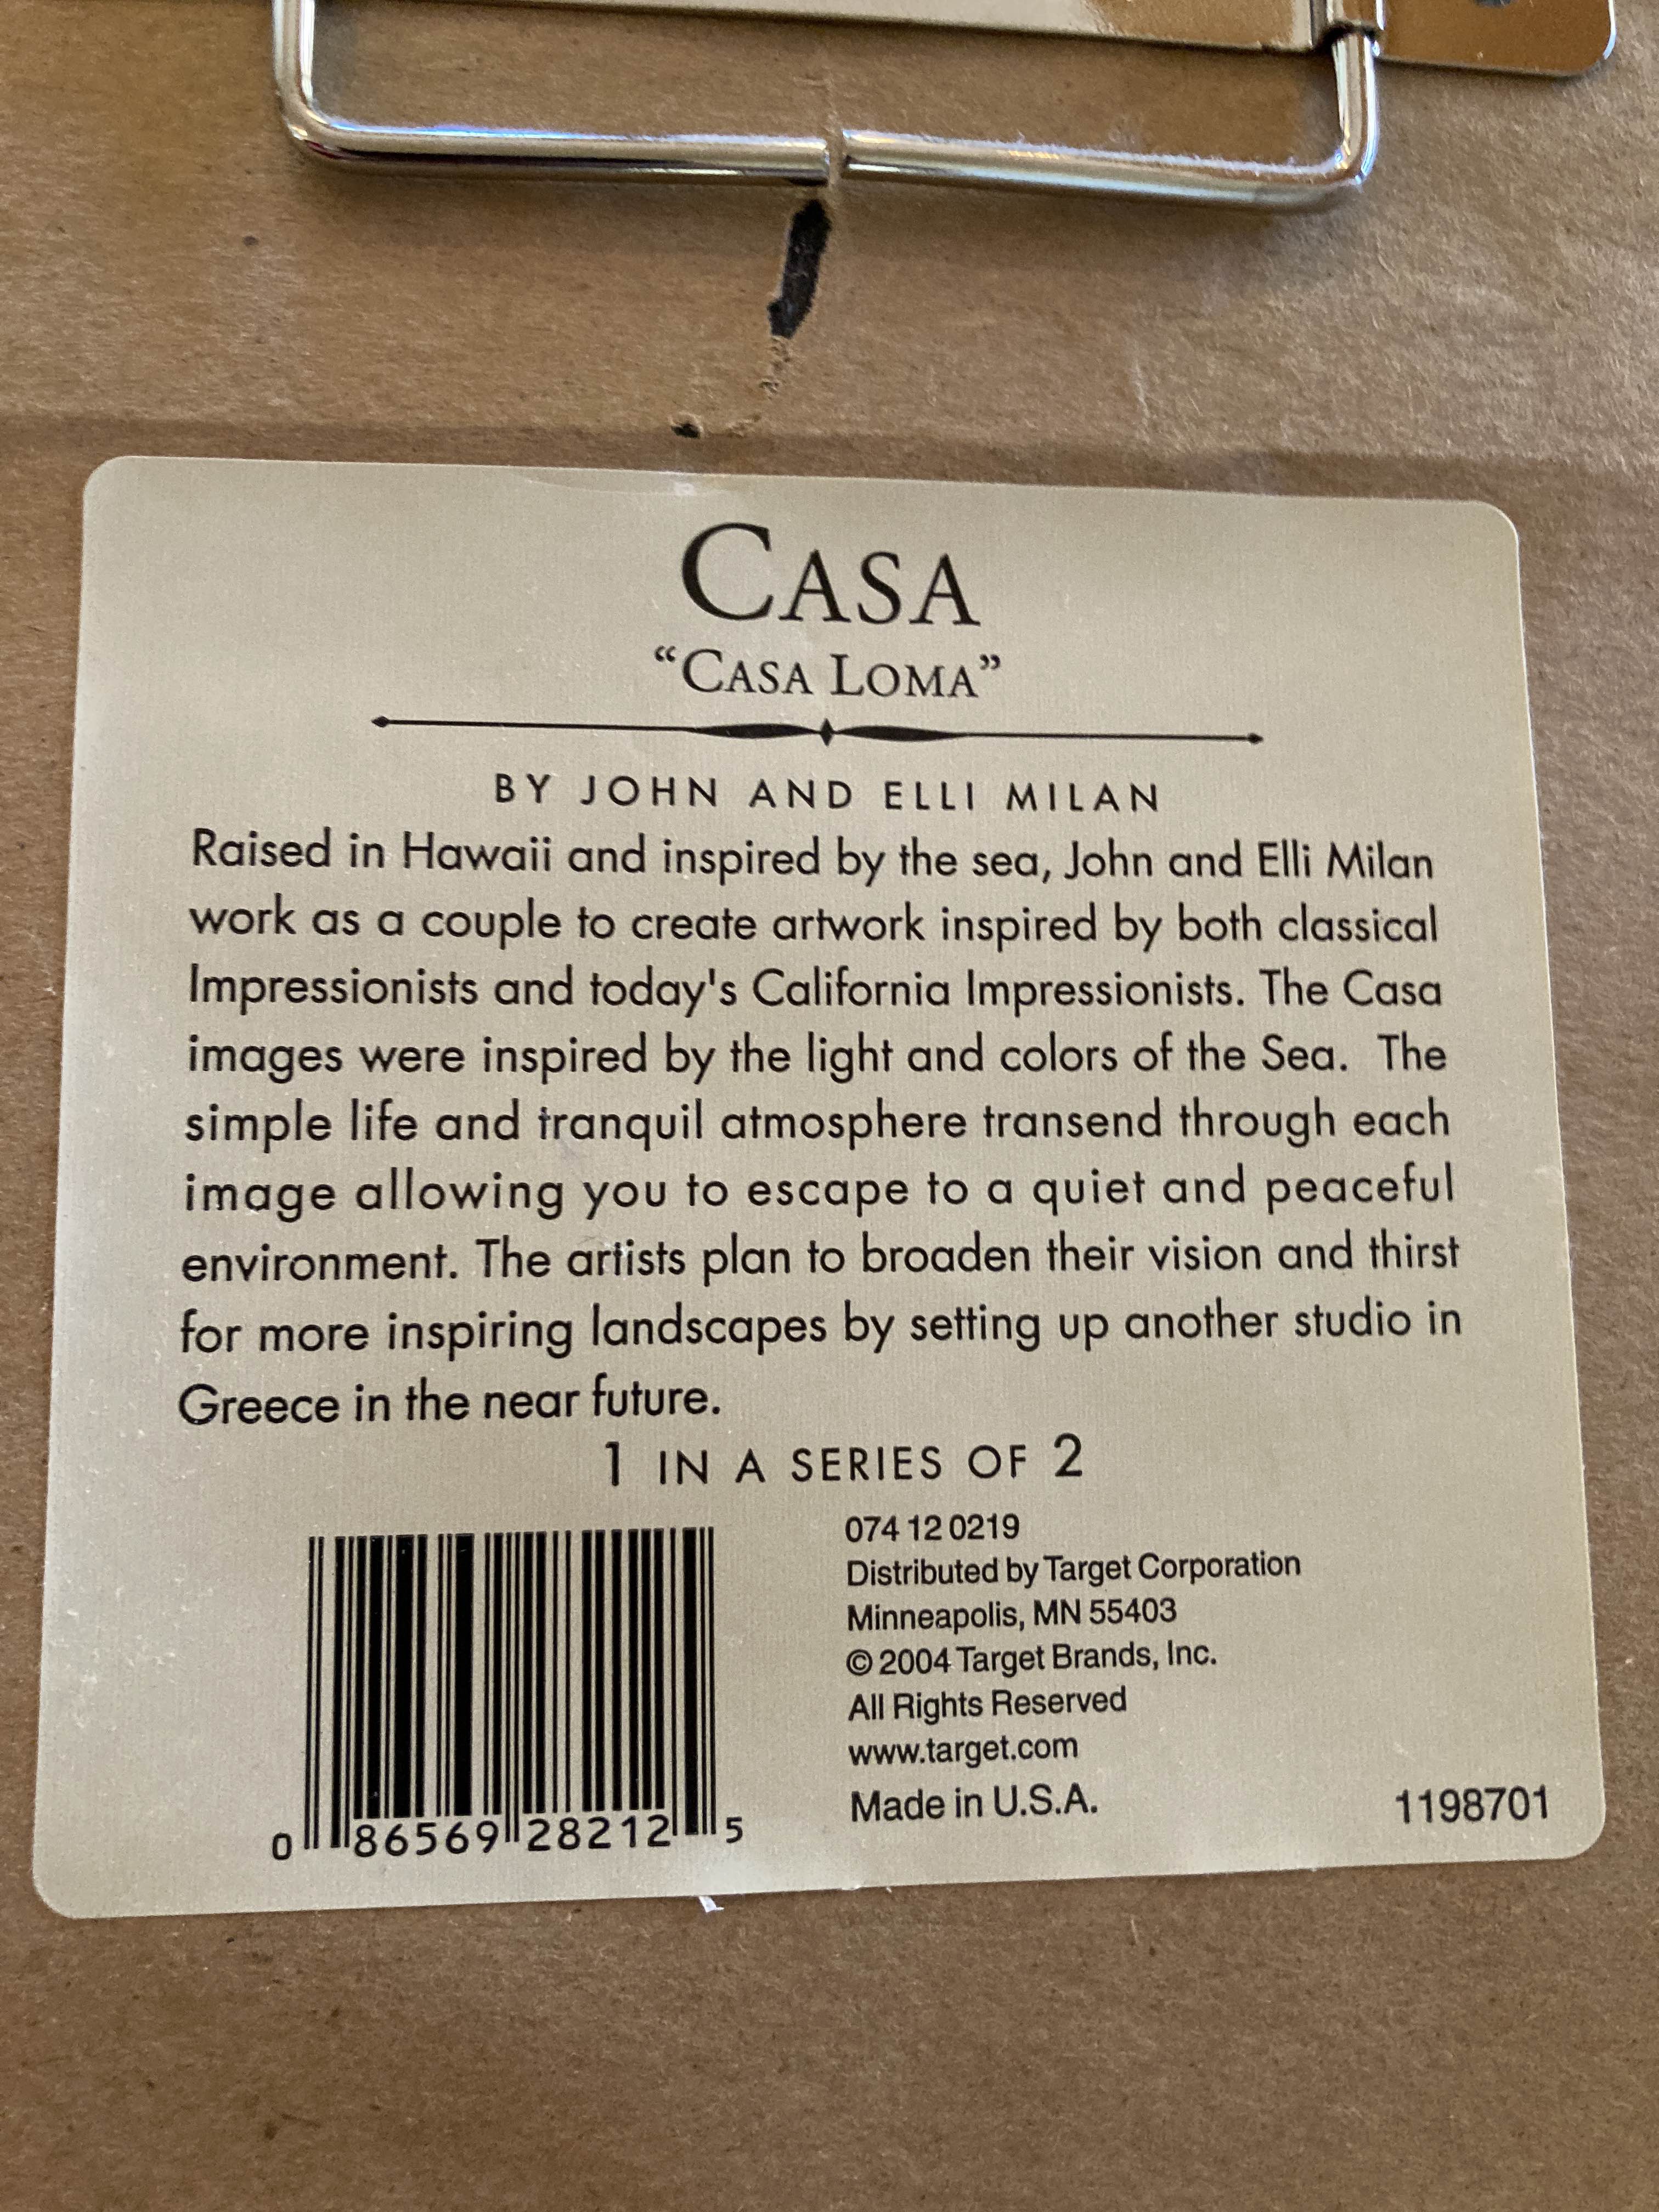 CASA
“CASA LOMA”
BY JOHN AND ELLI MILAN
Raised in Hawaii and inspired by the sea, John and Elli Milan
work as a couple to create artwork inspired by both classical
Impressionists and today's California Impressionists. The Casa
images were inspired by the light and colors of the Sea.  The
simple life and tranquil atmosphere transend through each
image allowing you to escape to a quiet and peaceful
environment. The artists plan to broaden their vision and thirst
for more inspiring landscapes by setting up another studio in
Greece in the near future.
1 IN A SERIES OF 2
074 12 0219
Distributed by Target Corporation
Minneapolis, MN 55403
© 2004 Target Brands, Inc.
All Rights Reserved
www.target.com
Made in U.S.A.
1198701
0 86569 28212 5